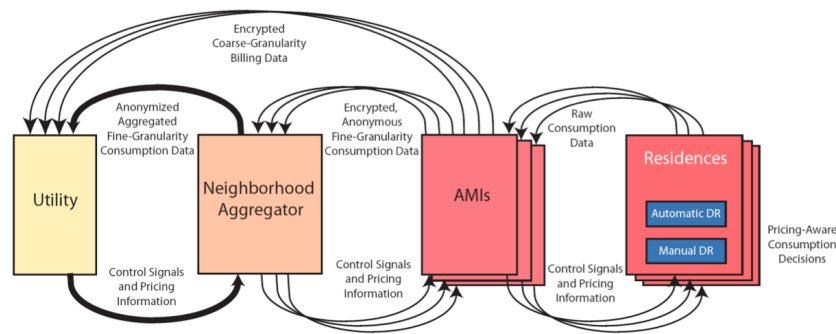 Encrypted
Coarse-Granularity
Billing Data
Anonymized
Aggregated
Fine-Granularity
Consumption Data
Encrypted,
Anonymous
Fine-Granularity
Consumption Data
Raw
Consumption
Data
Utility
Neighborhood
Aggregator
AMIs
Residences
Automatic DR
Manual DR
Pricing-Aware
Consumption
Decisions
Control Signals
and Pricing
Information
Control Signals
and Pricing
Information
Control Signals
and Pricing
Information